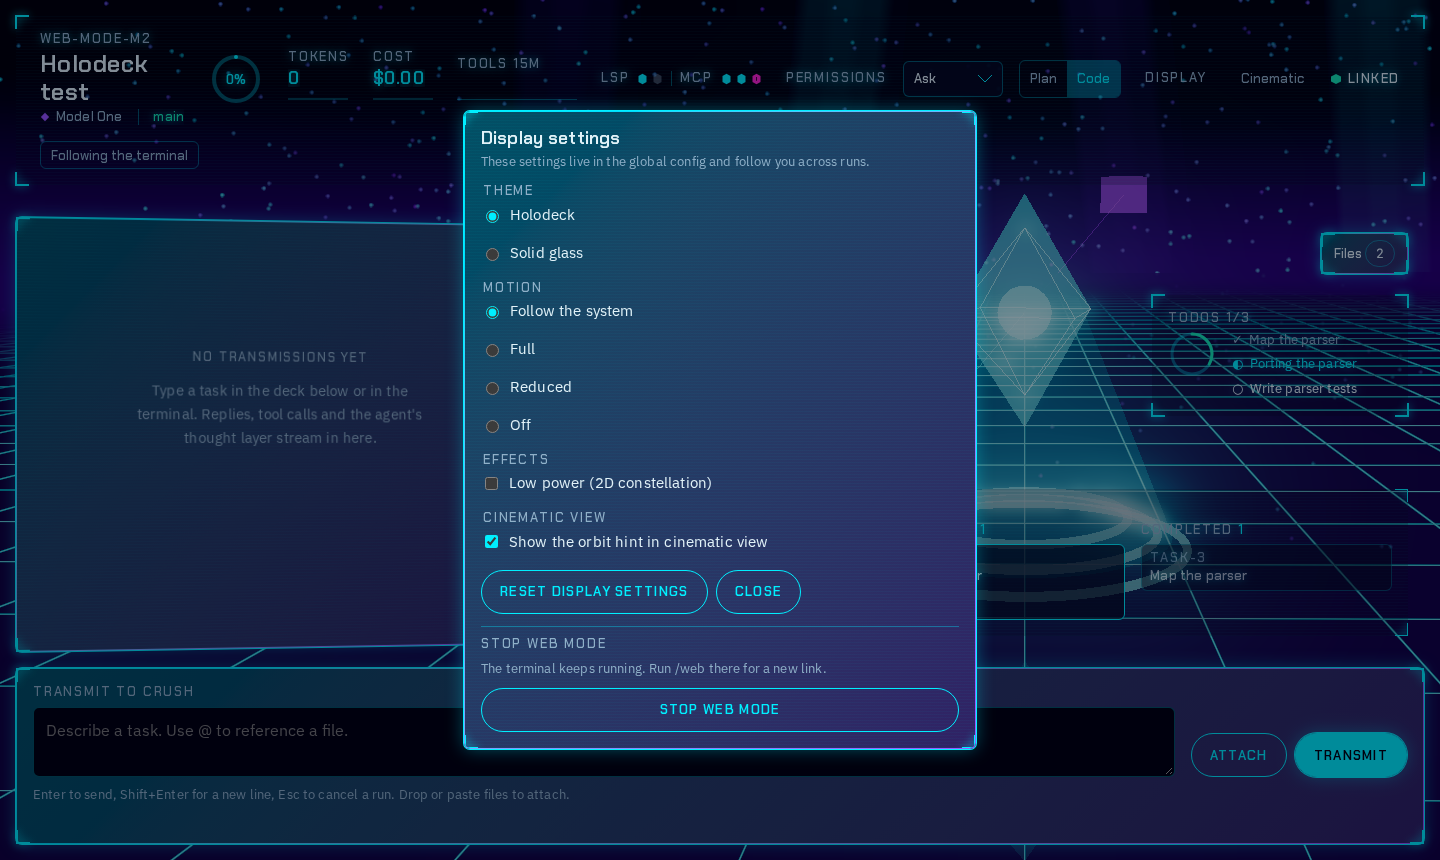 WEB-MODE-M2
Holodeck
test
Model One
main
Following the terminal
0%
TOKENS
0
COST
$0.00
TOOLS 15M
LSP
MCP
PERMISSIONS
Ask
Plan
Code
DISPLAY
Cinematic
LINKED
Display settings
These settings live in the global config and follow you across runs.
THEME
Holodeck
Solid glass
MOTION
Follow the system
Full
Reduced
Off
EFFECTS
Low power (2D constellation)
CINEMATIC VIEW
Show the orbit hint in cinematic view
RESET DISPLAY SETTINGS
CLOSE
STOP WEB MODE
The terminal keeps running. Run /web there for a new link.
STOP WEB MODE
NO TRANSMISSIONS YET
Type a task in the deck below or in the
terminal. Replies, tool calls and the agent's
thought layer stream in here.
Files 2
TODOS 1/3
✓ Map the parser
◐ Porting the parser
○ Write parser tests
1
COMPLETED 1
TASK-3
Map the parser
TRANSMIT TO CRUSH
Describe a task. Use @ to reference a file.
ATTACH
TRANSMIT
Enter to send, Shift+Enter for a new line, Esc to cancel a run. Drop or paste files to attach.